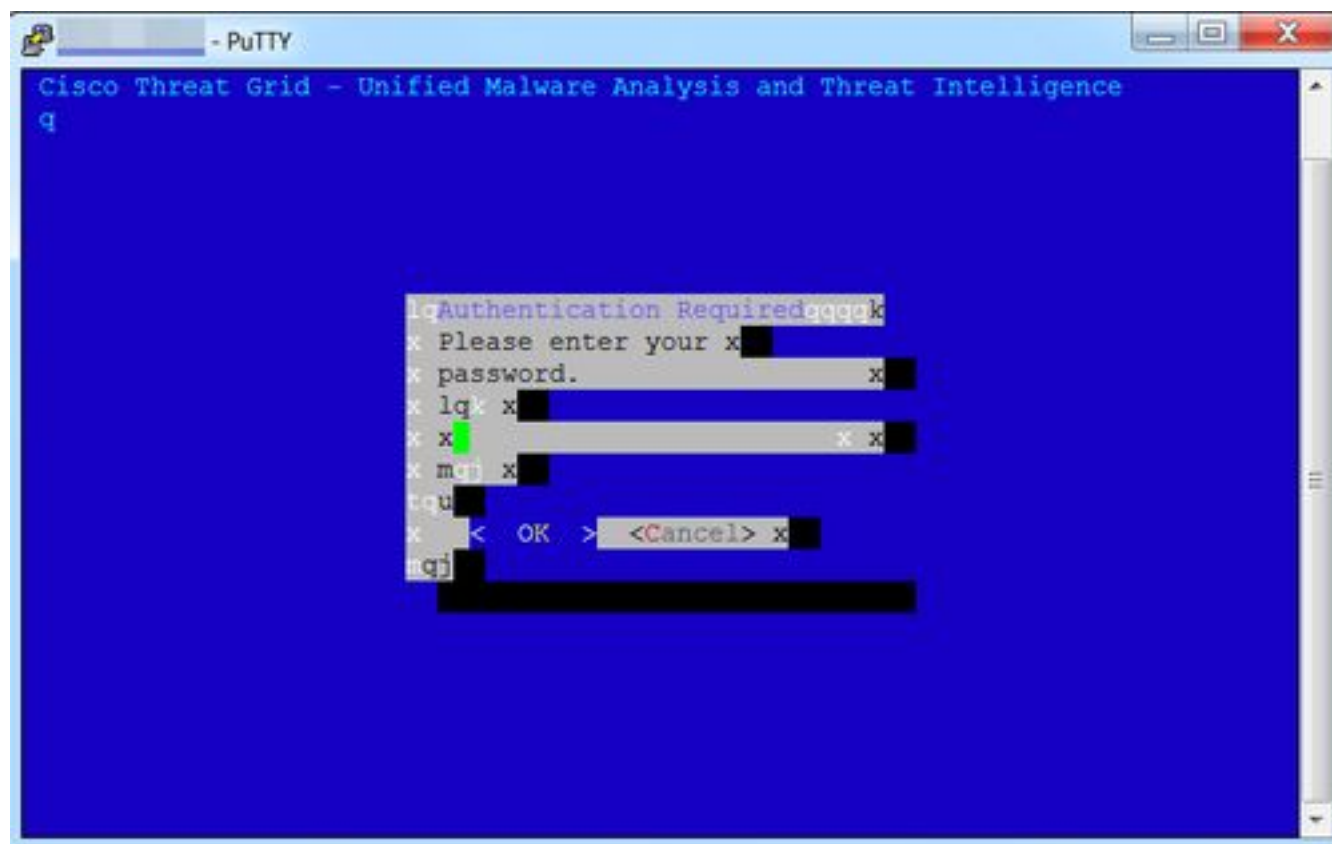 - PuTTY
Cisco Threat Grid - Unified Malware Analysis and Threat Intelligence
q
lqAuthentication Requiredqqqqk
x Please enter your x
x password. x
x lqk x
x x x x
x mqj x
tqu
x < OK > <Cancel> x
mqj